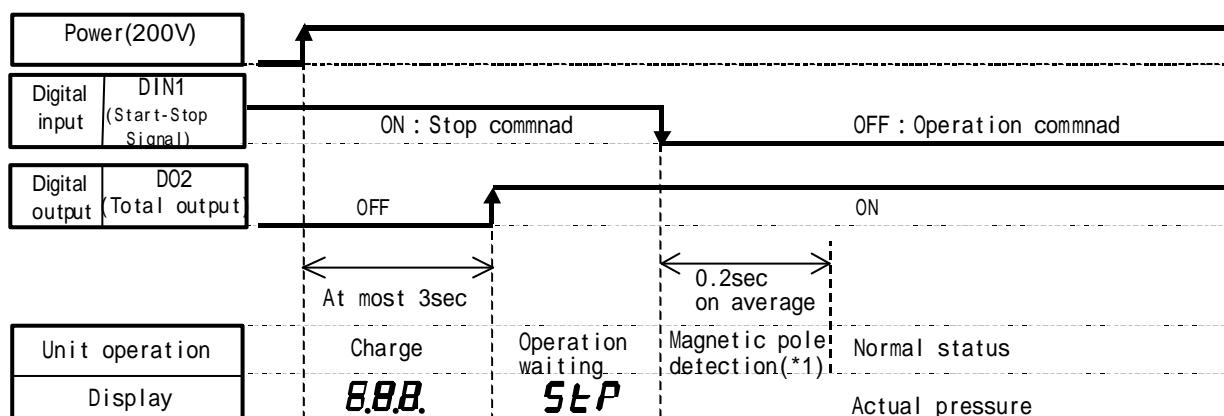 Power(200V)
Digital input
DIN1
(Start-Stop Signal)
ON : Stop commnad
OFF : Operation commnad
Digital output
DO2
(Total output)
OFF
ON
At most 3sec
0.2sec
on average
Unit operation
Charge
Operation
waiting
Magnetic pole
detection(*1)
Normal status
Display
8.8.8.
StP
Actual pressure